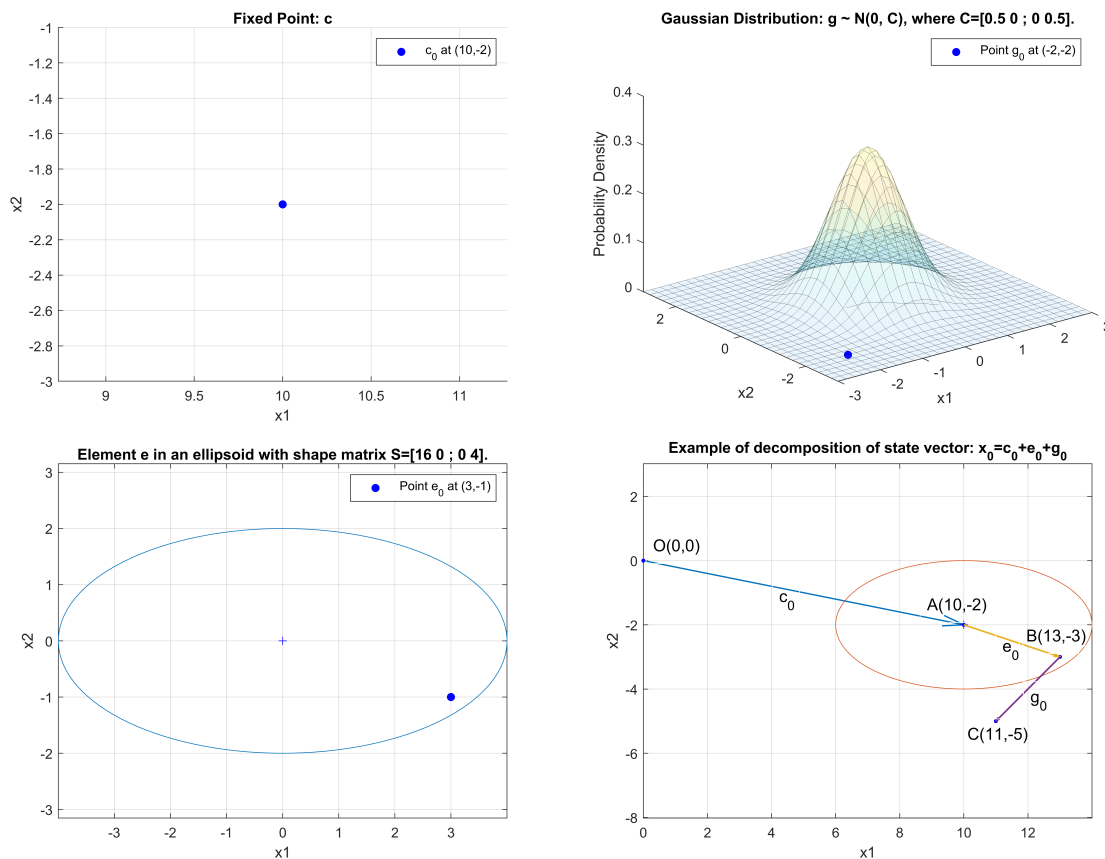 Fixed Point: c
c0 at (10,-2)
-1
-1.2
-1.4
-1.6
-1.8
-2
-2.2
-2.4
-2.6
-2.8
-3
x2
9
9.5
10
10.5
11
x1
Gaussian Distribution: g ~ N(0, C), where C=[0.5 0 ; 0 0.5].
Point g0 at (-2,-2)
0.4
0.3
0.2
0.1
0
Probability Density
2
0
-2
x2
-3
-2
-1
0
1
2
x1
Element e in an ellipsoid with shape matrix S=[16 0 ; 0 4].
Point e0 at (3,-1)
3
2
1
0
-1
-2
-3
x2
-3
-2
-1
0
1
2
3
x1
Example of decomposition of state vector: x0=c0+e0+g0
2
0
-2
-4
-6
-8
x2
O(0,0)
c0
A(10,-2)
B(13,-3)
e0
g0
C(11,-5)
0
2
4
6
8
10
12
x1